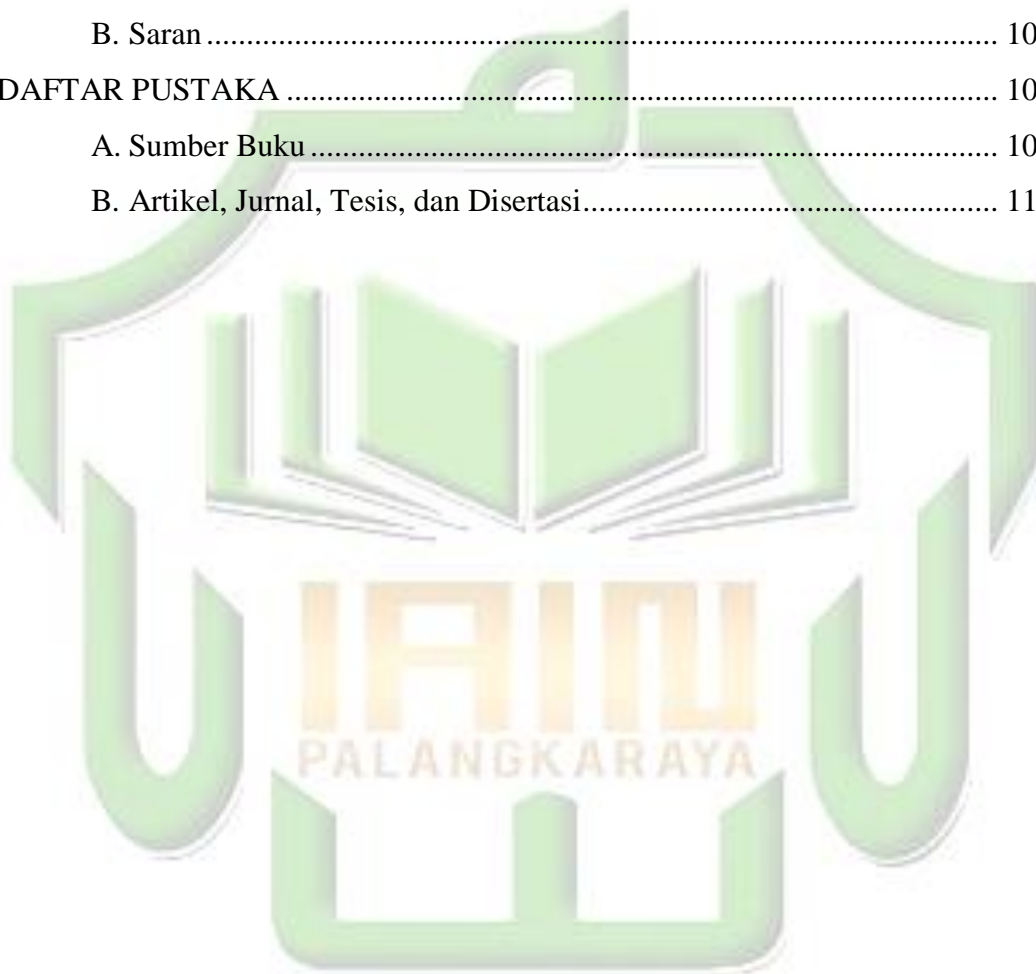 B. Saran ........................................................................................................ 10
DAFTAR PUSTAKA ............................................................................................. 10
A. Sumber Buku .......................................................................................... 10
B. Artikel, Jurnal, Tesis, dan Disertasi...................................................... 11
IAIN
PALANGKARAYA